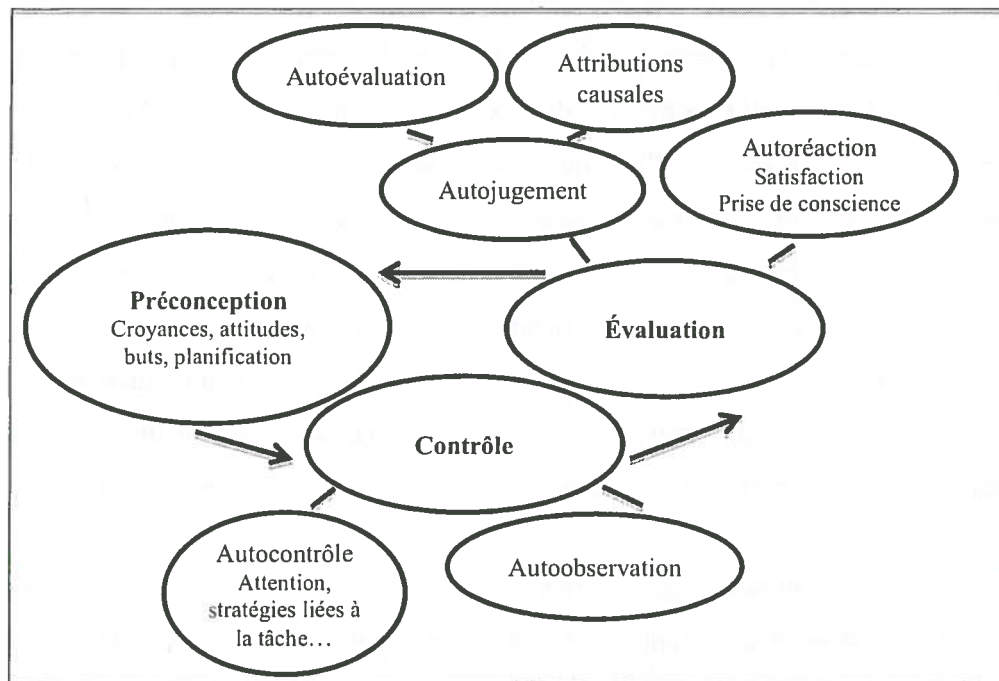 Autoévaluation
Attributions
causales
Autojugement
Autoréaction
Satisfaction
Prise de conscience
Préconception
Croyances, attitudes,
buts, planification
Évaluation
Contrôle
Autocontrôle
Attention,
stratégies liées à
la tâche...
Autoobservation